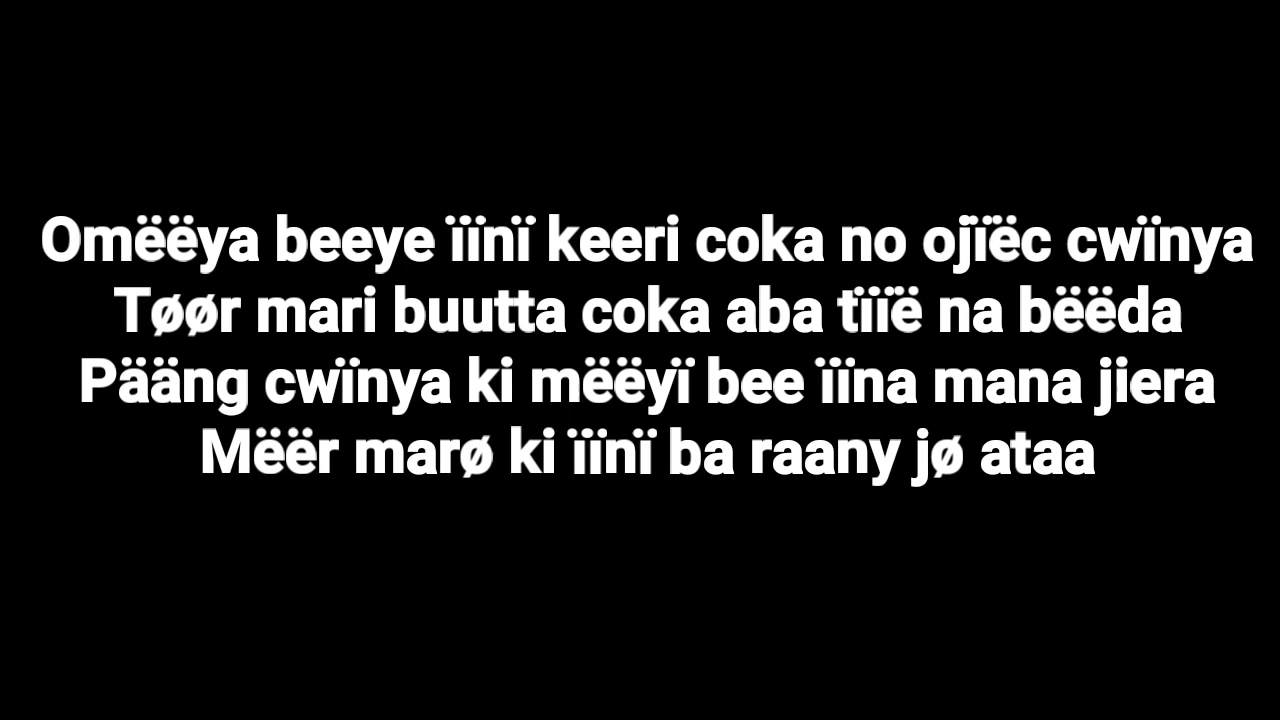 Omëëya beeye ïïnï keeri coka no ojïëc cwïnya
Tøør mari buutta coka aba tïïë na bëëda
Pääng cwïnya ki mëëyï bee ïïna mana jiera
Mëër marø ki ïïnï ba raany jø ataa